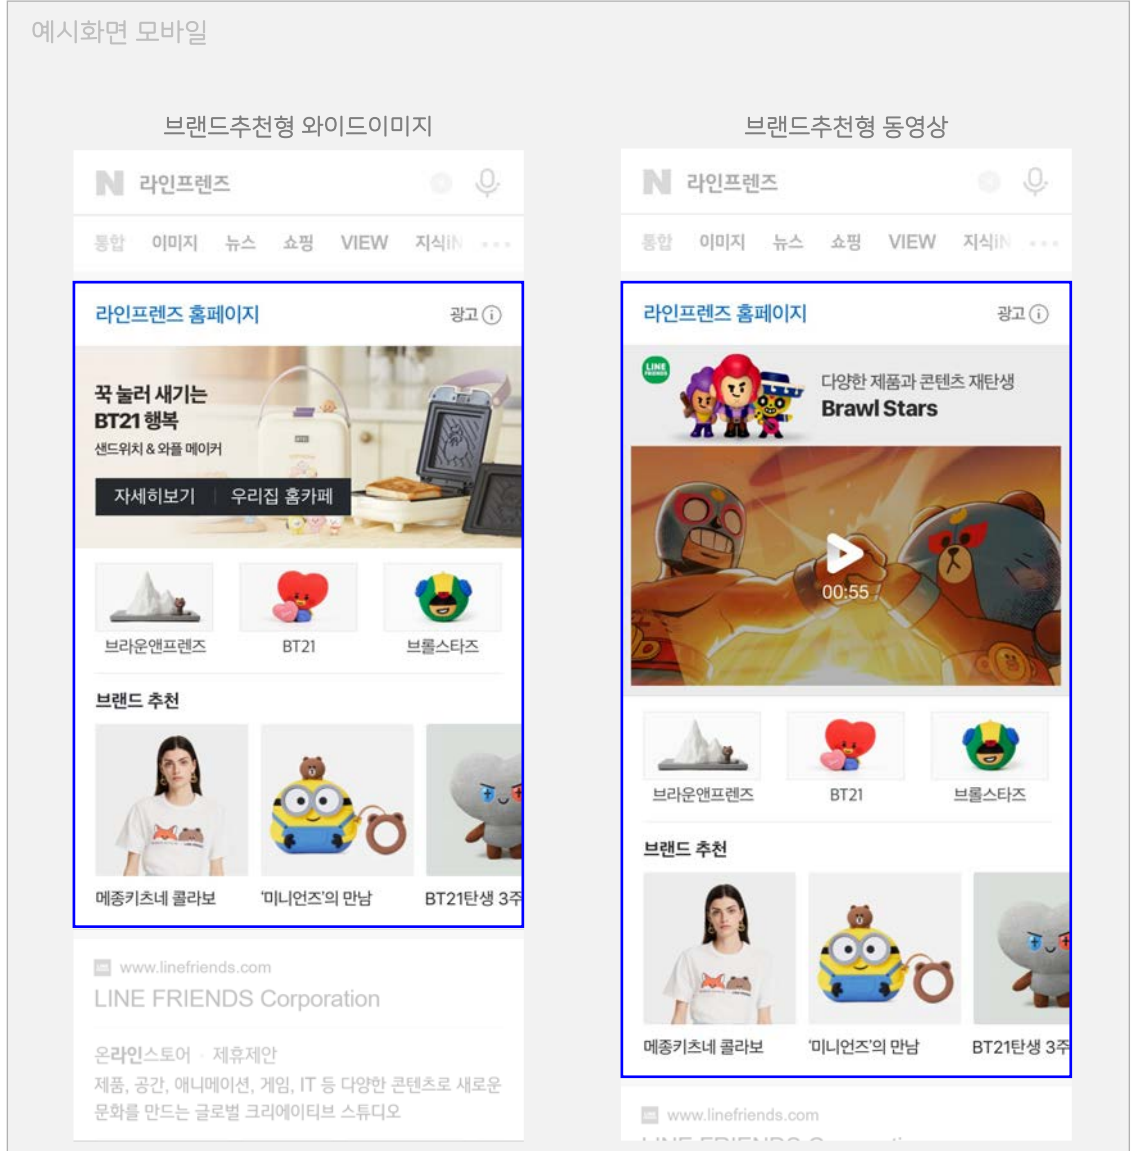 예시화면 모바일
브랜드추천형 와이드이미지
N 라인프렌즈
통합 이미지 뉴스 쇼핑 VIEW 지식iN
라인프렌즈 홈페이지
광고
꾹 눌러 새기는
BT21 행복
샌드위치 & 와플 메이커
자세히보기 우리집 홈카페
브라운앤프렌즈 BT21 브롤스타즈
브랜드 추천
메종키츠네 콜라보 '미니언즈'의 만남 BT21탄생 3주
www.linefriends.com
LINE FRIENDS Corporation
온라인스토어 · 제휴제안
제품, 공간, 애니메이션, 게임, IT 등 다양한 콘텐츠로 새로운
문화를 만드는 글로벌 크리에이티브 스튜디오
브랜드추천형 동영상
N 라인프렌즈
통합 이미지 뉴스 쇼핑 VIEW 지식iN
라인프렌즈 홈페이지
광고
LINE
FRIENDS
다양한 제품과 콘텐츠 재탄생
Brawl Stars
00:55
브라운앤프렌즈 BT21 브롤스타즈
브랜드 추천
메종키츠네 콜라보 '미니언즈'의 만남 BT21탄생 3주
www.linefriends.com